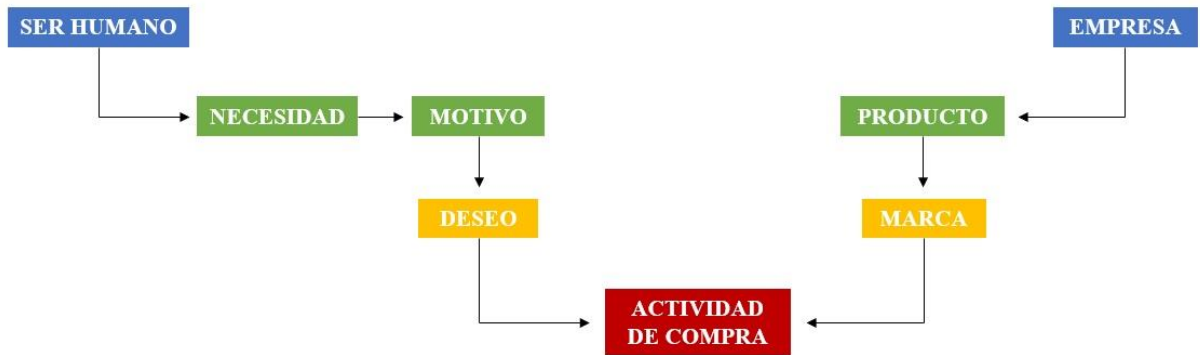 SER HUMANO
EMPRESA
NECESIDAD
MOTIVO
PRODUCTO
DESEO
MARCA
ACTIVIDAD
DE COMPRA